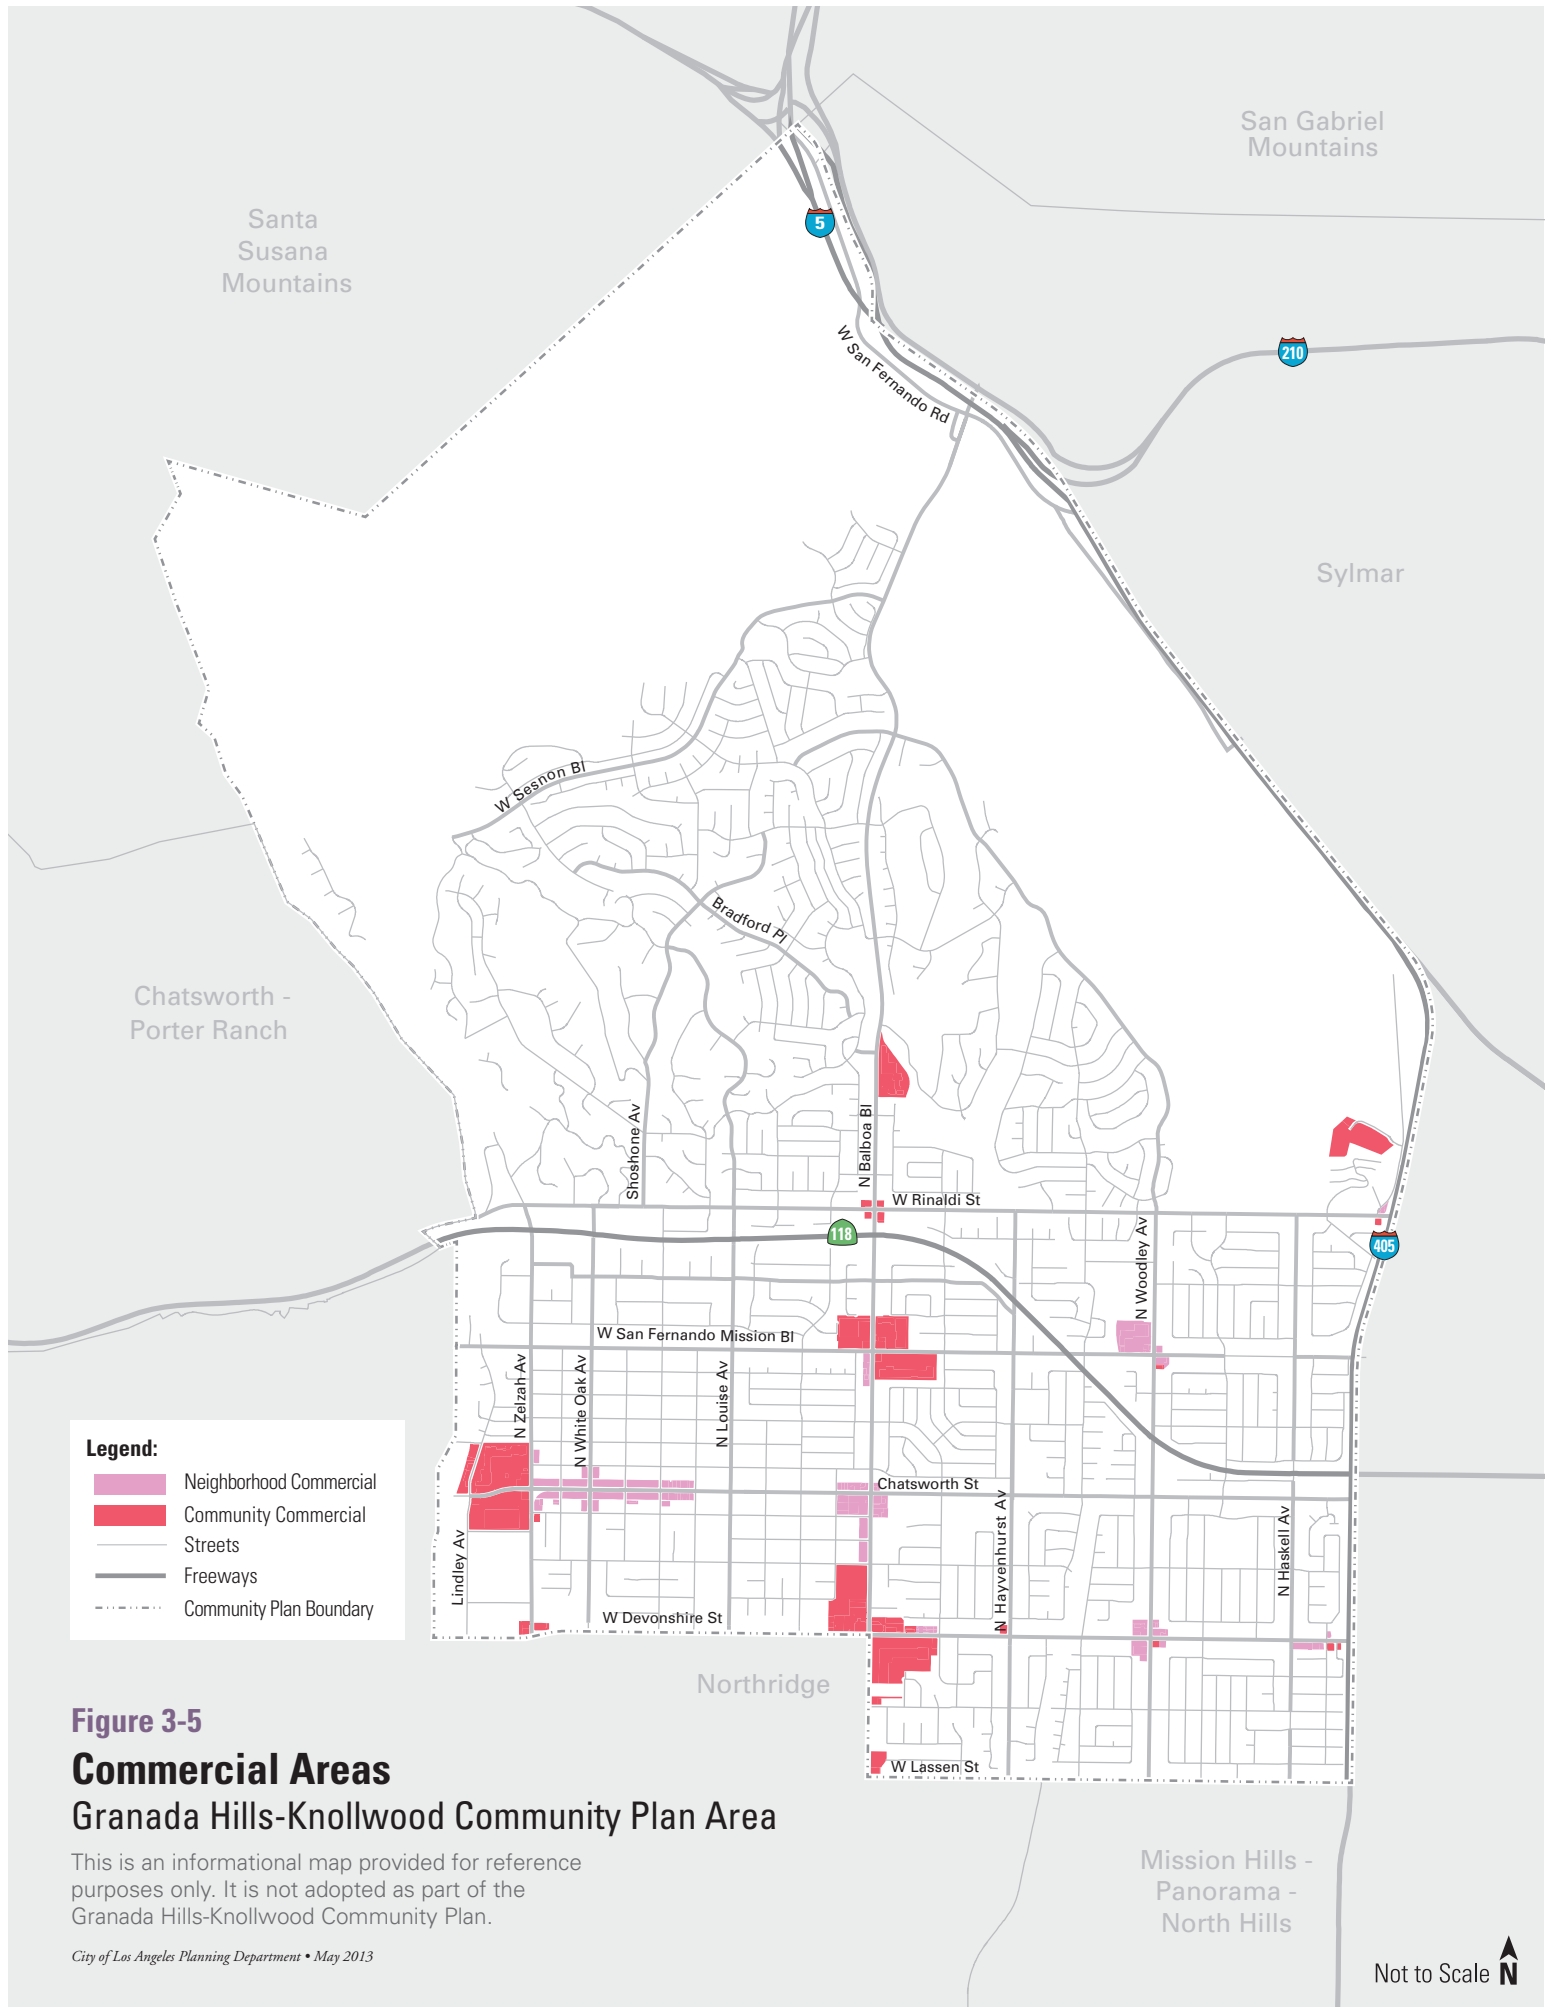 San Gabriel
Mountains
Santa
Susana
Mountains
5
W San Fernando Rd
210
Sylmar
W Sesnon Bl
Bradford Pl
Chatsworth -
Porter Ranch
Shoshone Av
N Balboa Bl
W Rinaldi St
118
N Woodley Av
405
W San Fernando Mission Bl
N Zelzah Av
N White Oak Av
N Louise Av
Chatsworth St
N Hayvenhurst Av
N Haskell Av
Lindley Av
W Devonshire St
Northridge
W Lassen St
Legend:
Neighborhood Commercial
Community Commercial
Streets
Freeways
Community Plan Boundary
Figure 3-5
Commercial Areas
Granada Hills-Knollwood Community Plan Area
This is an informational map provided for reference
purposes only. It is not adopted as part of the
Granada Hills-Knollwood Community Plan.
City of Los Angeles Planning Department • May 2013
Mission Hills -
Panorama -
North Hills
Not to Scale N